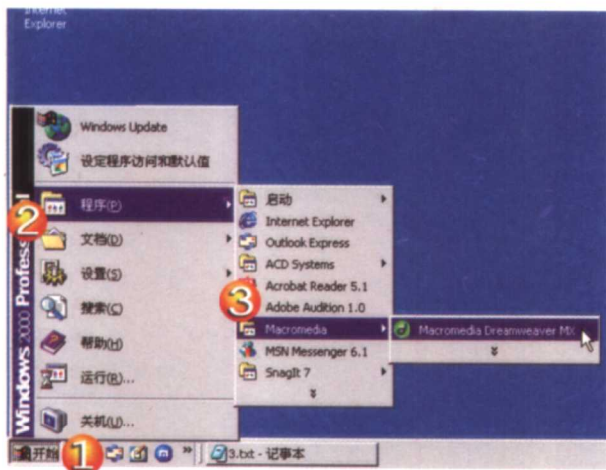 Internet
Explorer
Windows Update
设定程序访问和默认值
程序(P)
文档(D)
设置(S)
搜索(C)
帮助(H)
运行(R)...
关机(U)...
Windows 2000 Professional
启动
Internet Explorer
Outlook Express
ACD Systems
Acrobat Reader 5.1
Adobe Audition 1.0
Macromedia
MSN Messenger 6.1
SnagIt 7
Macromedia Dreamweaver MX
开始
3.txt - 记事本
1
2
3